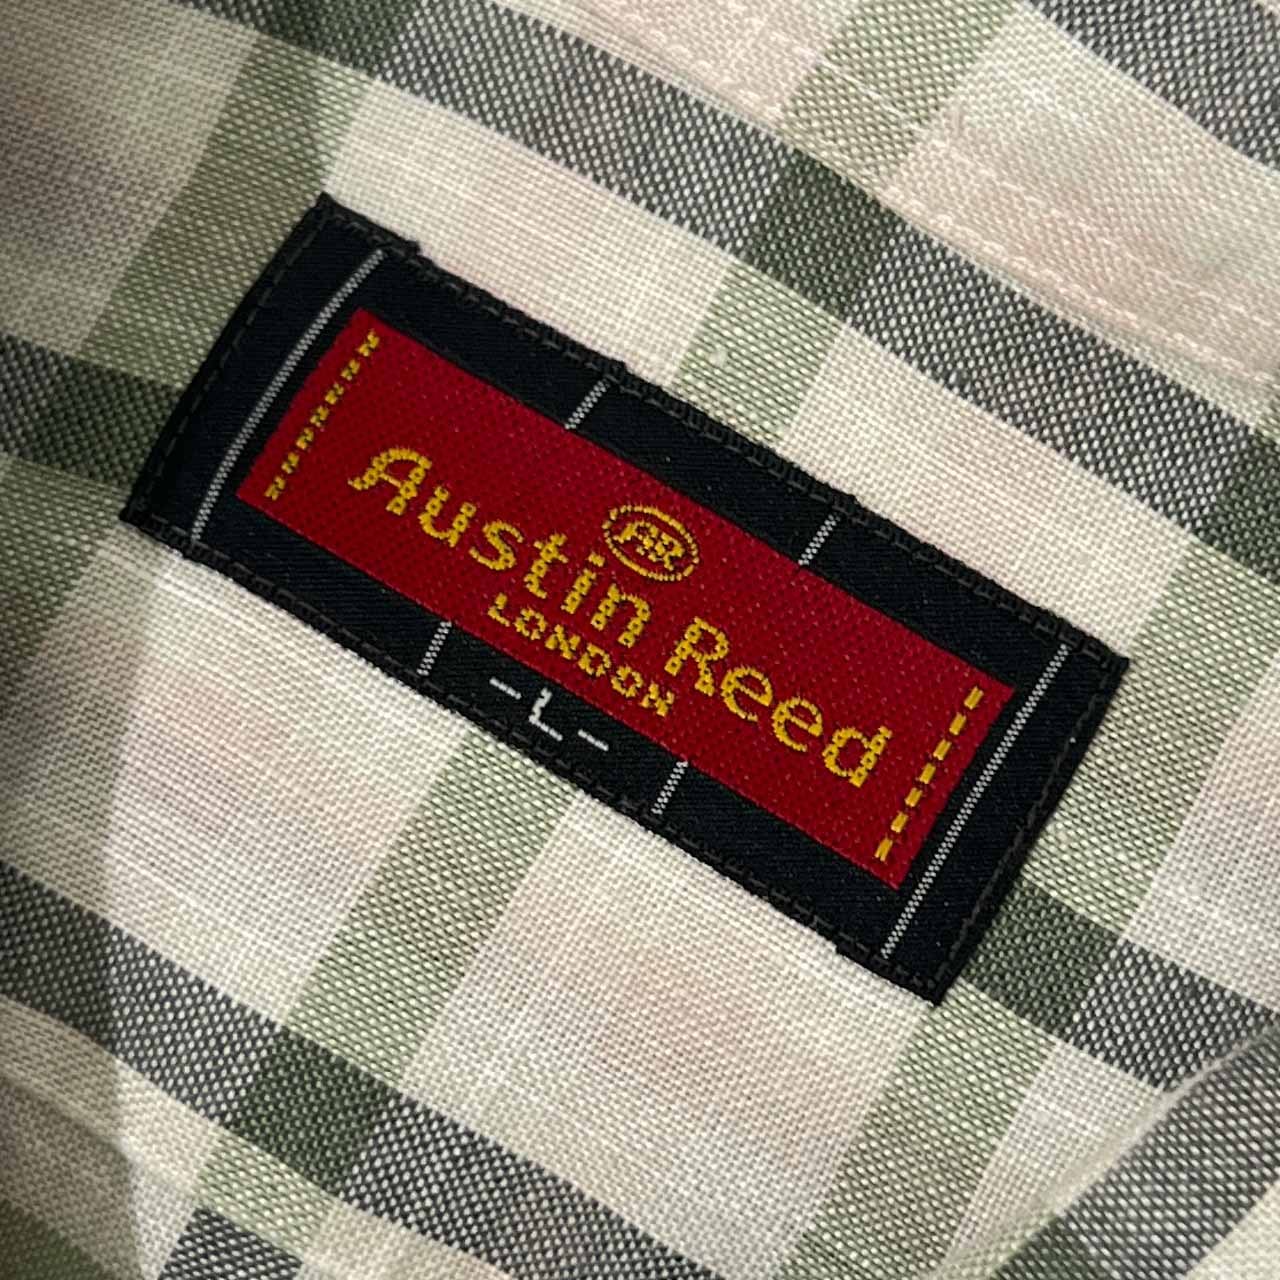 AR
Austin Reed
LONDON
-L-